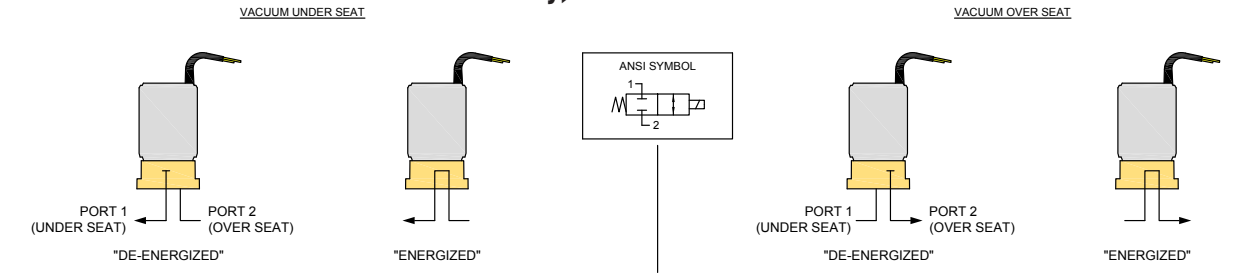 VACUUM UNDER SEAT
VACUUM OVER SEAT
ANSI SYMBOL
1
2
PORT 1
(UNDER SEAT)
PORT 2
(OVER SEAT)
"DE-ENERGIZED"
"ENERGIZED"
PORT 1
(UNDER SEAT)
PORT 2
(OVER SEAT)
"DE-ENERGIZED"
"ENERGIZED"